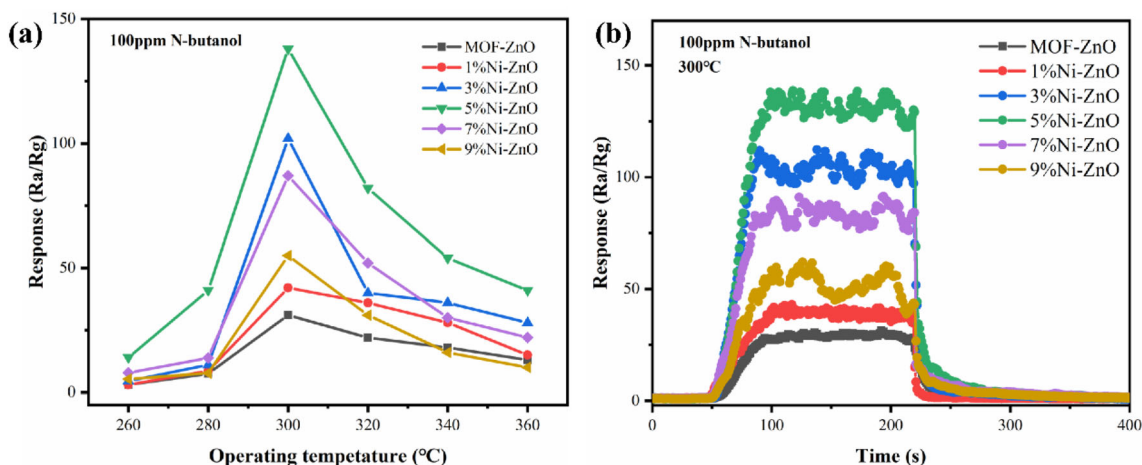 (a)
100ppm N-butanol
MOF-ZnO
1%Ni-ZnO
3%Ni-ZnO
5%Ni-ZnO
7%Ni-ZnO
9%Ni-ZnO
Response (Ra/Rg)
150
100
50
0
260 280 300 320 340 360
Operating tempetature (℃)
(b)
100ppm N-butanol
300℃
MOF-ZnO
1%Ni-ZnO
3%Ni-ZnO
5%Ni-ZnO
7%Ni-ZnO
9%Ni-ZnO
Response (Ra/Rg)
150
100
50
0
0 100 200 300 400
Time (s)